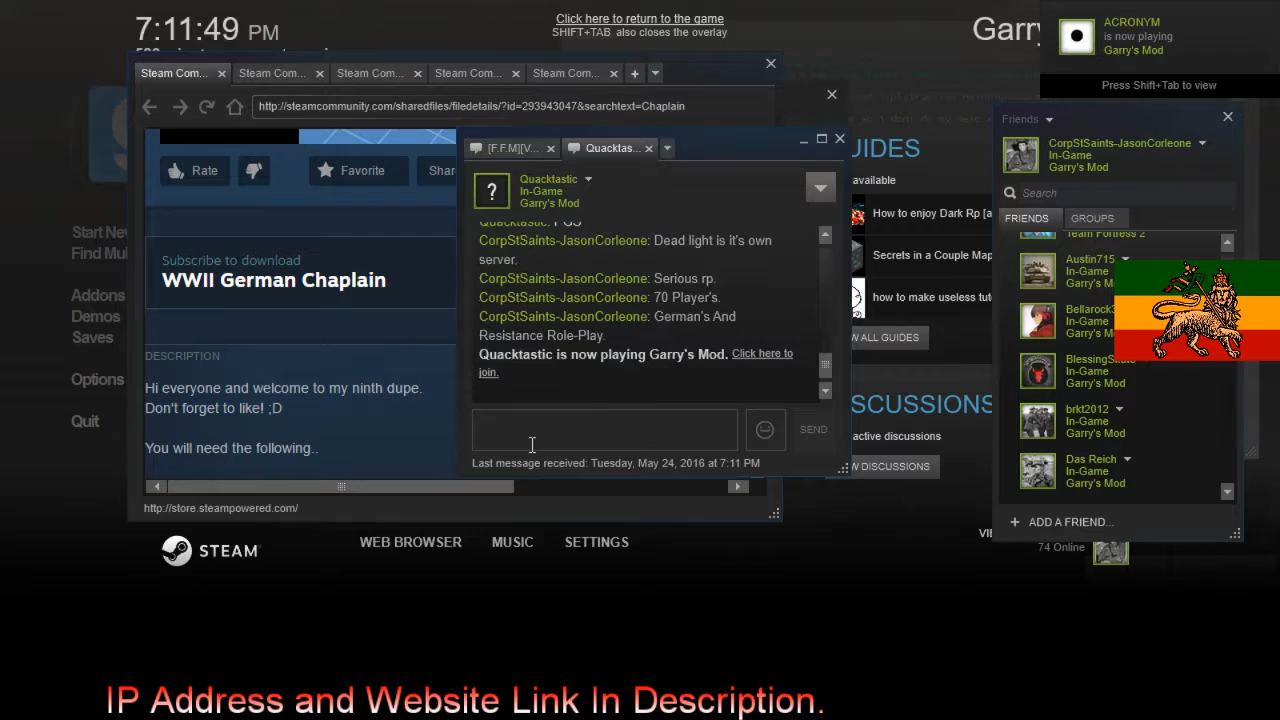 7:11:49 PM
Click here to return to the game
SHIFT+TAB also closes the overlay
Garry
ACRONYM
is now playing
Garry's Mod
Press Shift+Tab to view
Steam Com...
Steam Com...
Steam Com...
Steam Com...
Steam Com...
http://steamcommunity.com/sharedfiles/filedetails/?id=293943047&searchtext=Chaplain
Rate
Favorite
Shar
Subscribe to download
WWII German Chaplain
DESCRIPTION
Hi everyone and welcome to my ninth dupe.
Don't forget to like! ;D
You will need the following..
http://store.steampowered.com/
[F.F.M][V...
Quacktas...
?
Quacktastic
In-Game
Garry's Mod
CorpStSaints-JasonCorleone: Dead light is it's own
server.
CorpStSaints-JasonCorleone: Serious rp.
CorpStSaints-JasonCorleone: 70 Player's.
CorpStSaints-JasonCorleone: German's And
Resistance Role-Play.
Quacktastic is now playing Garry's Mod. Click here to
join.
SEND
Last message received: Tuesday, May 24, 2016 at 7:11 PM
UIDES
available
How to enjoy Dark Rp [a
Secrets in a Couple Map
how to make useless tut
W ALL GUIDES
SCUSSIONS
active discussions
W DISCUSSIONS
Friends
CorpStSaints-JasonCorleone
In-Game
Garry's Mod
Search
FRIENDS
GROUPS
Team Fortress 2
Austin715
In-Game
Garry's Mod
Bellarock
In-Game
Garry's M
BlessingSkate
In-Game
Garry's Mod
brkt2012
In-Game
Garry's Mod
Das Reich
In-Game
Garry's Mod
+ ADD A FRIEND...
VI
74 Online
Start Ne
Find Mul
Addons
Demos
Saves
Options
Quit
STEAM
WEB BROWSER
MUSIC
SETTINGS
IP Address and Website Link In Description.